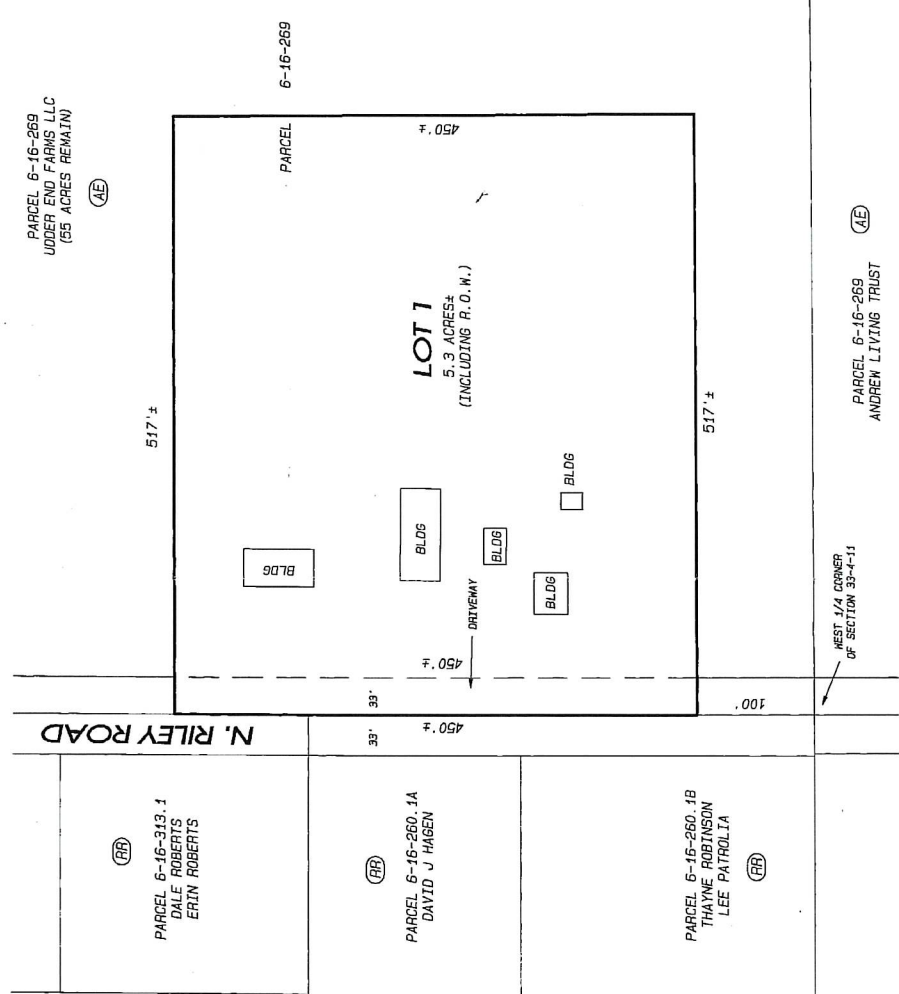 PARCEL 6-16-269
UDDER END FARMS LLC
(55 ACRES REMAIN)
AE
PARCEL 6-16-269
517'±
450'±
LOT 1
5.3 ACRES±
(INCLUDING R.O.W.)
BLDG
BLDG
BLDG
BLDG
BLDG
DRIVEWAY
450'±
517'±
33'
33'
450'±
100'
N. RILEY ROAD
WEST 1/4 CORNER
OF SECTION 33-4-11
PARCEL 6-16-269
ANDREW LIVING TRUST
AE
RR
PARCEL 6-16-313.1
DALE ROBERTS
ERIN ROBERTS
RR
PARCEL 6-16-260.1A
DAVID J HAGEN
PARCEL 6-16-260.1B
THAYNE ROBINSON
LEE PATROLIA
RR